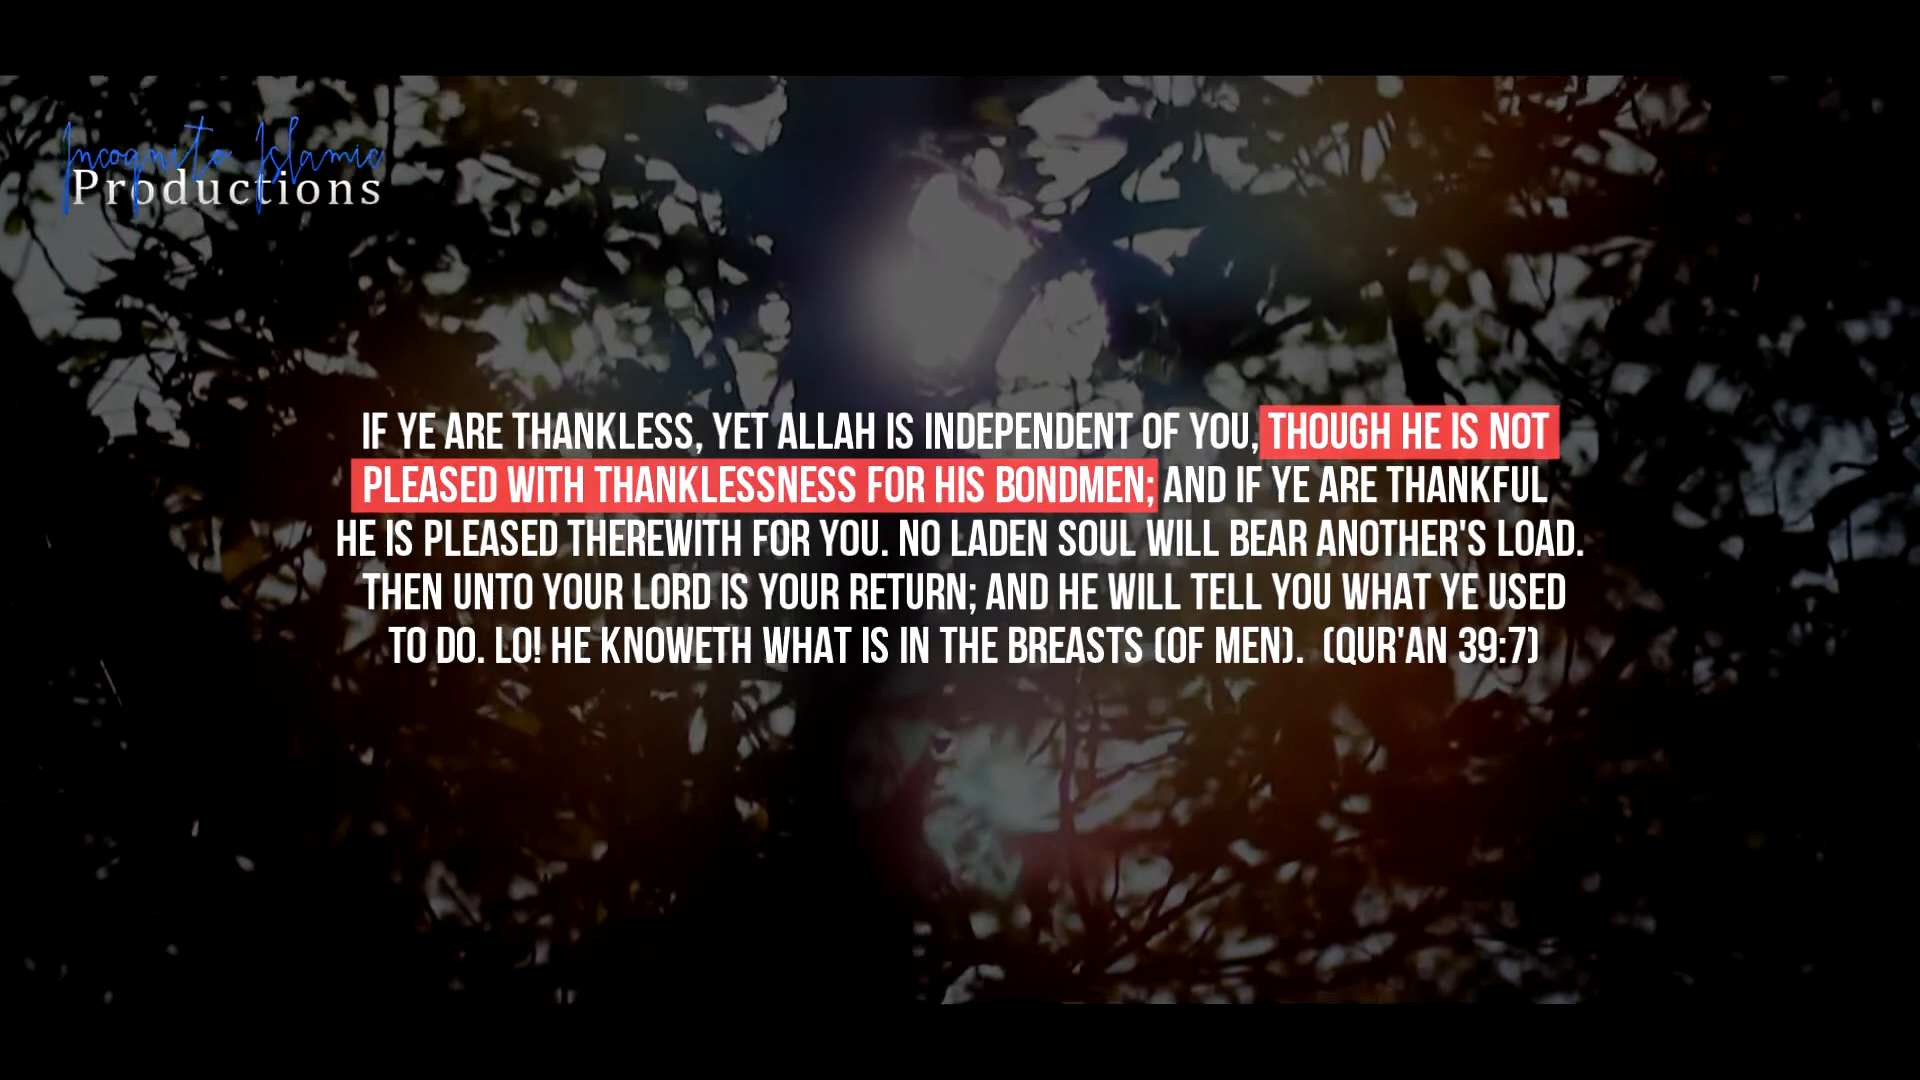 Incognito Islamic
Productions
IF YE ARE THANKLESS, YET ALLAH IS INDEPENDENT OF YOU, THOUGH HE IS NOT
PLEASED WITH THANKLESSNESS FOR HIS BONDMEN; AND IF YE ARE THANKFUL
HE IS PLEASED THEREWITH FOR YOU. NO LADEN SOUL WILL BEAR ANOTHER'S LOAD.
THEN UNTO YOUR LORD IS YOUR RETURN; AND HE WILL TELL YOU WHAT YE USED
TO DO. LO! HE KNOWETH WHAT IS IN THE BREASTS (OF MEN).  (QUR'AN 39:7)